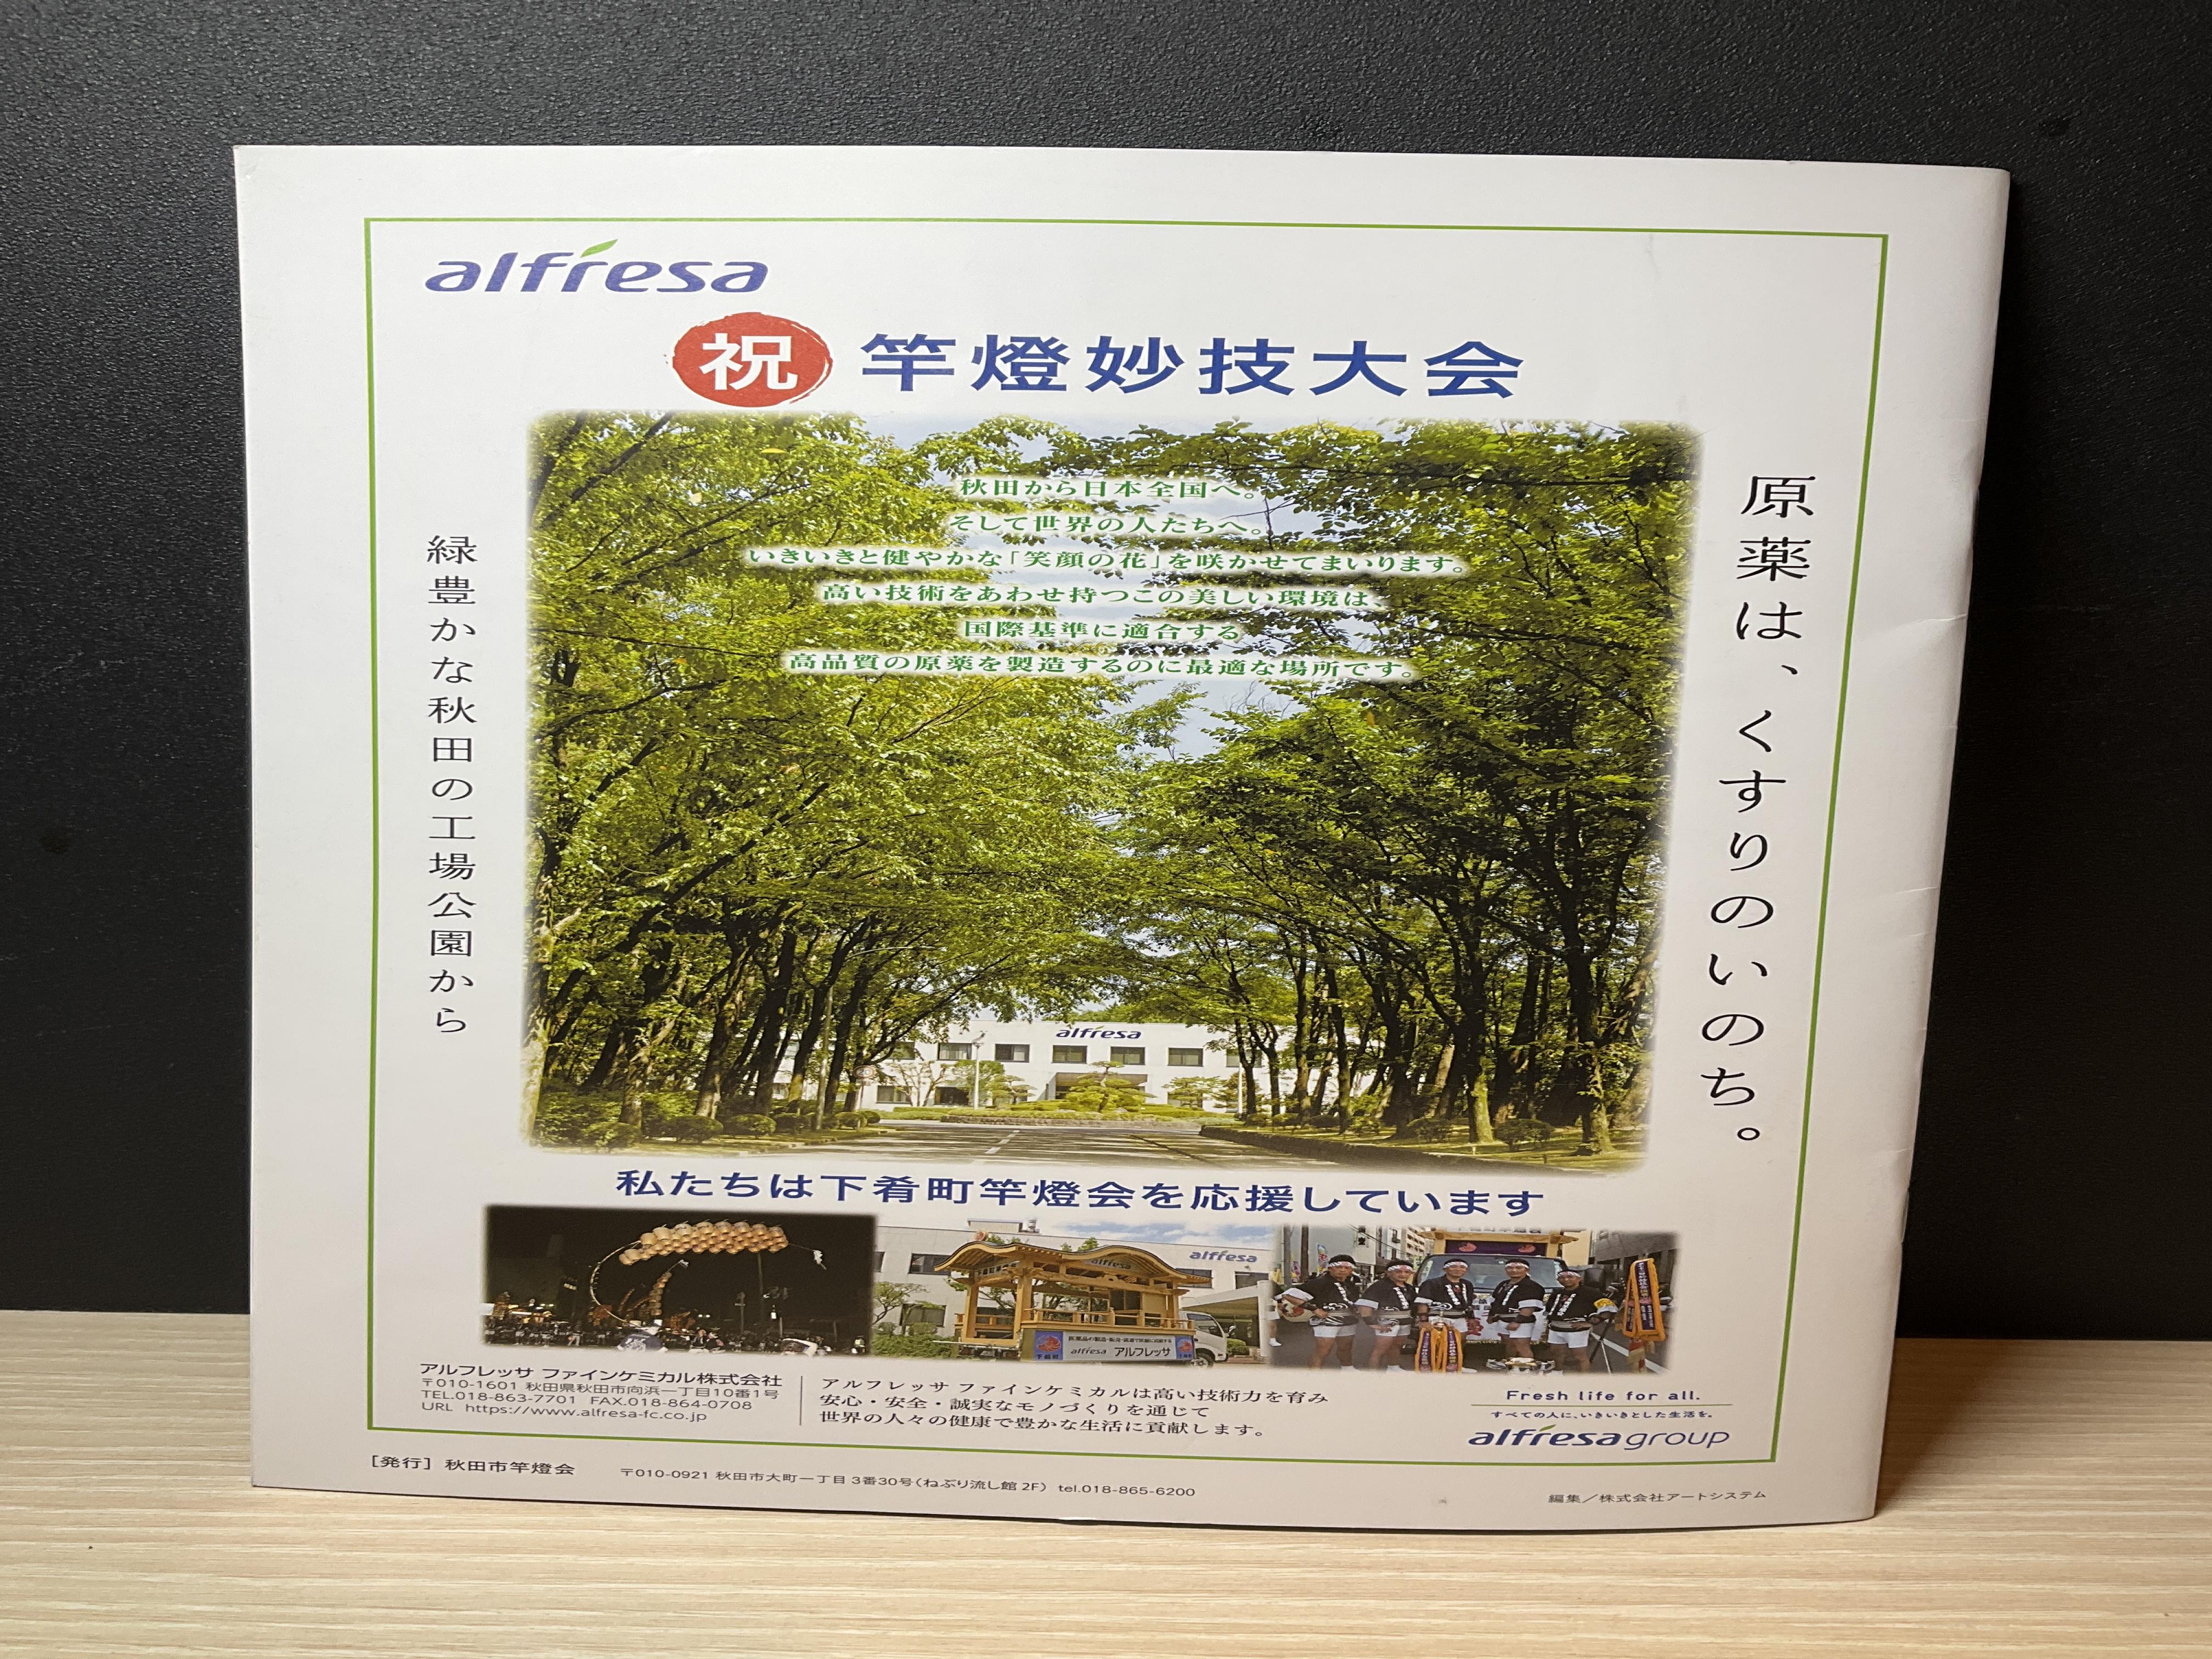 alfresa
祝 竿燈妙技大会
原薬は、くすりのいのち。
秋田から日本全国へ。
そして世界の人たちへ。
いきいきと健やかな「笑顔の花」を咲かせてまいります。
高い技術をあわせ持つこの美しい環境は、
国際基準に適合する
高品質の原薬を製造するのに最適な場所です。
緑豊かな秋田の工場公園から
alfresa
私たちは下肴町竿燈会を応援しています
alfresa
alfresa
alfresa アルフレッサ
アルフレッサ ファインケミカル株式会社
〒010-1601 秋田県秋田市向浜一丁目10番1号
TEL.018-863-7701 FAX.018-864-0708
URL https://www.alfresa-fc.co.jp
アルフレッサ ファインケミカルは高い技術力を育み
安心・安全・誠実なモノづくりを通じて
世界の人々の健康で豊かな生活に貢献します。
Fresh life for all.
すべての人に、いきいきとした生活を。
alfresa group
［発行］秋田市竿燈会 〒010-0921 秋田市大町一丁目3番30号（ねぶり流し館2F） tel.018-865-6200
編集／株式会社アートシステム